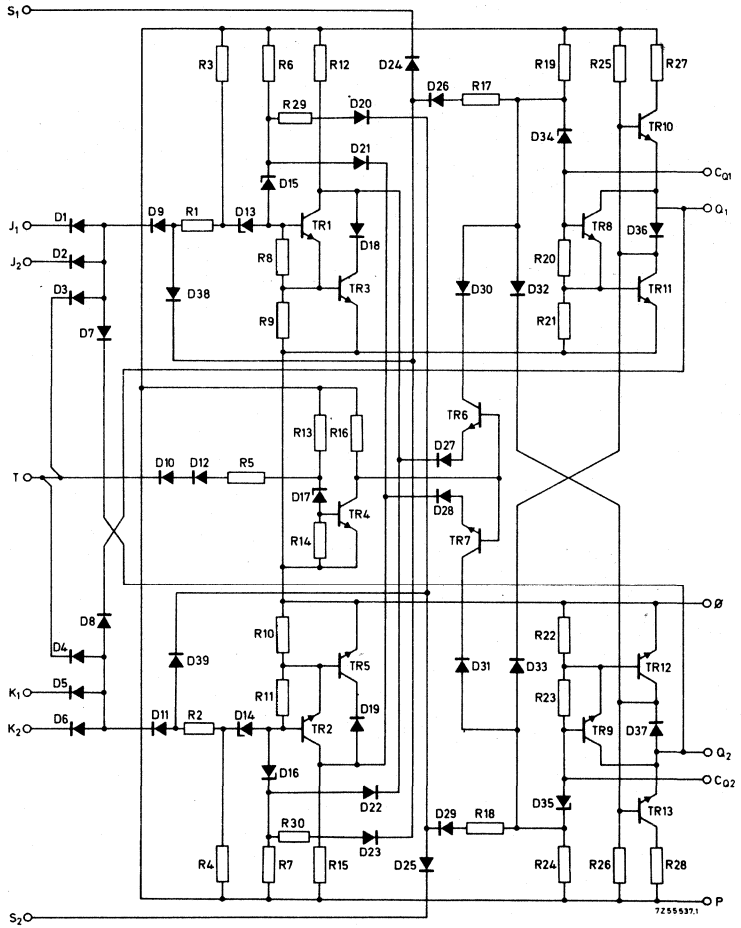 S1
R3
R6
R12
D24
R19
R25
R27
D26
R17
R29
D20
D34
TR10
D21
D15
CQ1
Q1
J1
D1
D9
R1
D13
TR1
D18
TR8
D36
J2
D2
R8
R20
D3
D38
TR3
D30
D32
TR11
D7
R9
R21
TR6
R13
R16
D27
T
D10
D12
R5
D17
TR4
D28
R14
TR7
Ø
D8
R10
R22
D4
D39
TR5
D31
D33
TR12
K1
D5
R11
R23
D19
K2
D6
D11
R2
D14
TR2
TR9
D37
Q2
D16
CQ2
D22
D35
TR13
R30
D29
R18
D23
R4
R7
R15
D25
R24
R26
R28
P
7Z55537.1
S2